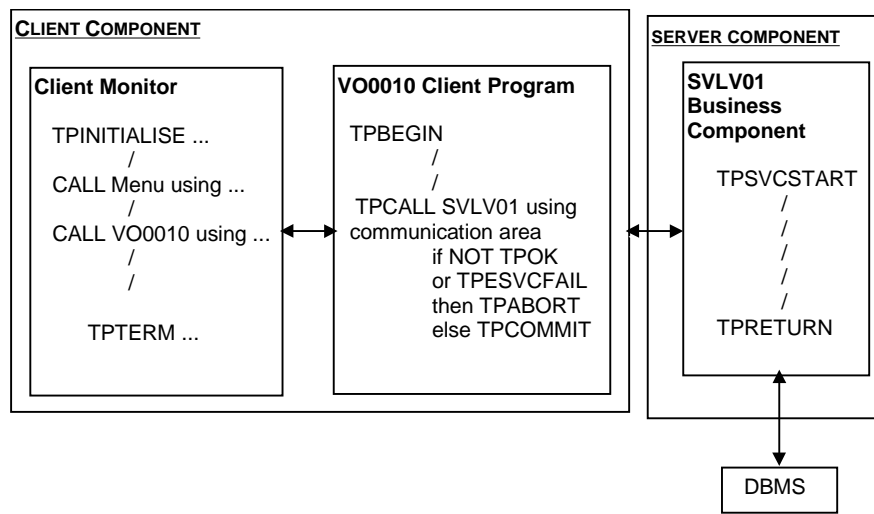 CLIENT COMPONENT
Client Monitor
TPINITIALISE ...
/
CALL Menu using ...
/
CALL VO0010 using ...
/
/
TPTERM ...
VO0010 Client Program
TPBEGIN
/
/
TPCALL SVLV01 using
communication area
if NOT TPOK
or TPESVCFAIL
then TPABORT
else TPCOMMIT
SERVER COMPONENT
SVLV01
Business
Component
TPSVCSTART
/
/
/
/
/
TPRETURN
DBMS